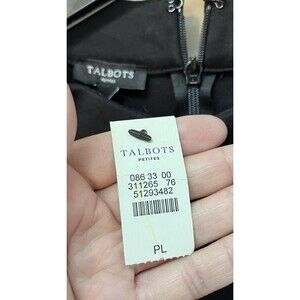 TALBOTS
TALBOTS
PETITES
086 33 00
311265 76
51293482
PL